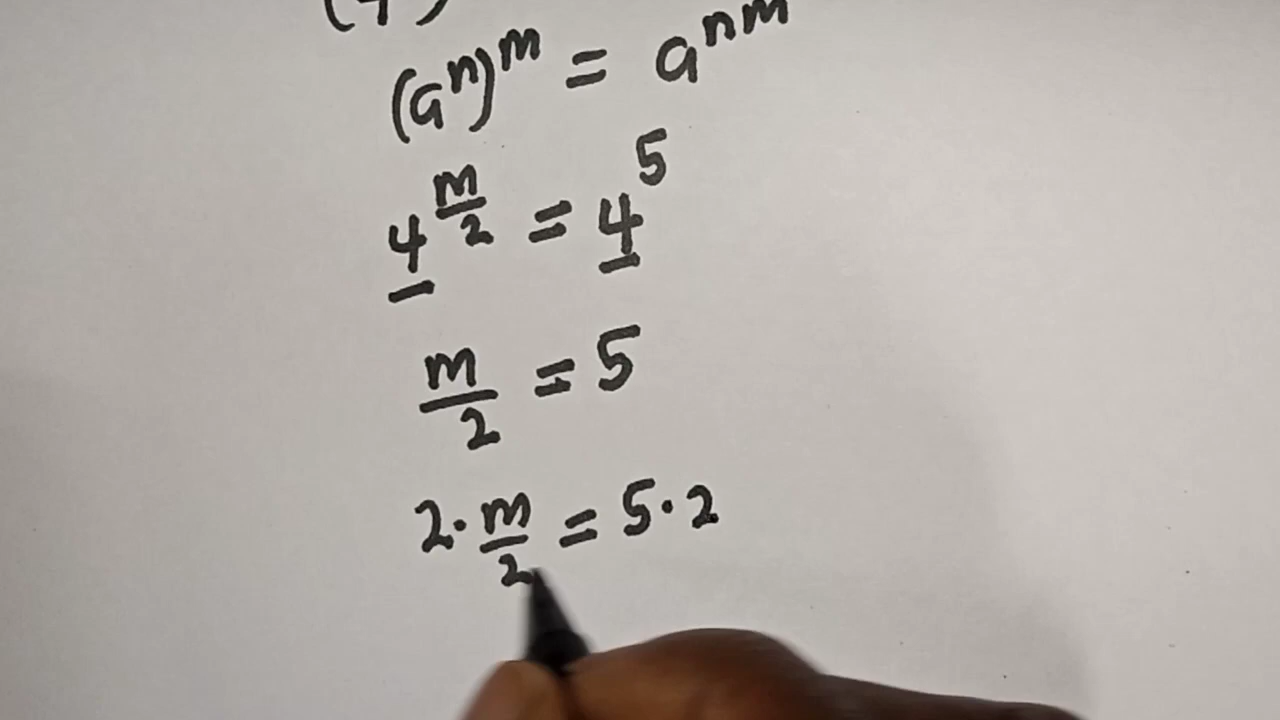 (a^n)^m = a^{nm}
4^{m/2} = 4^5
m/2 = 5
2·m/2 = 5·2